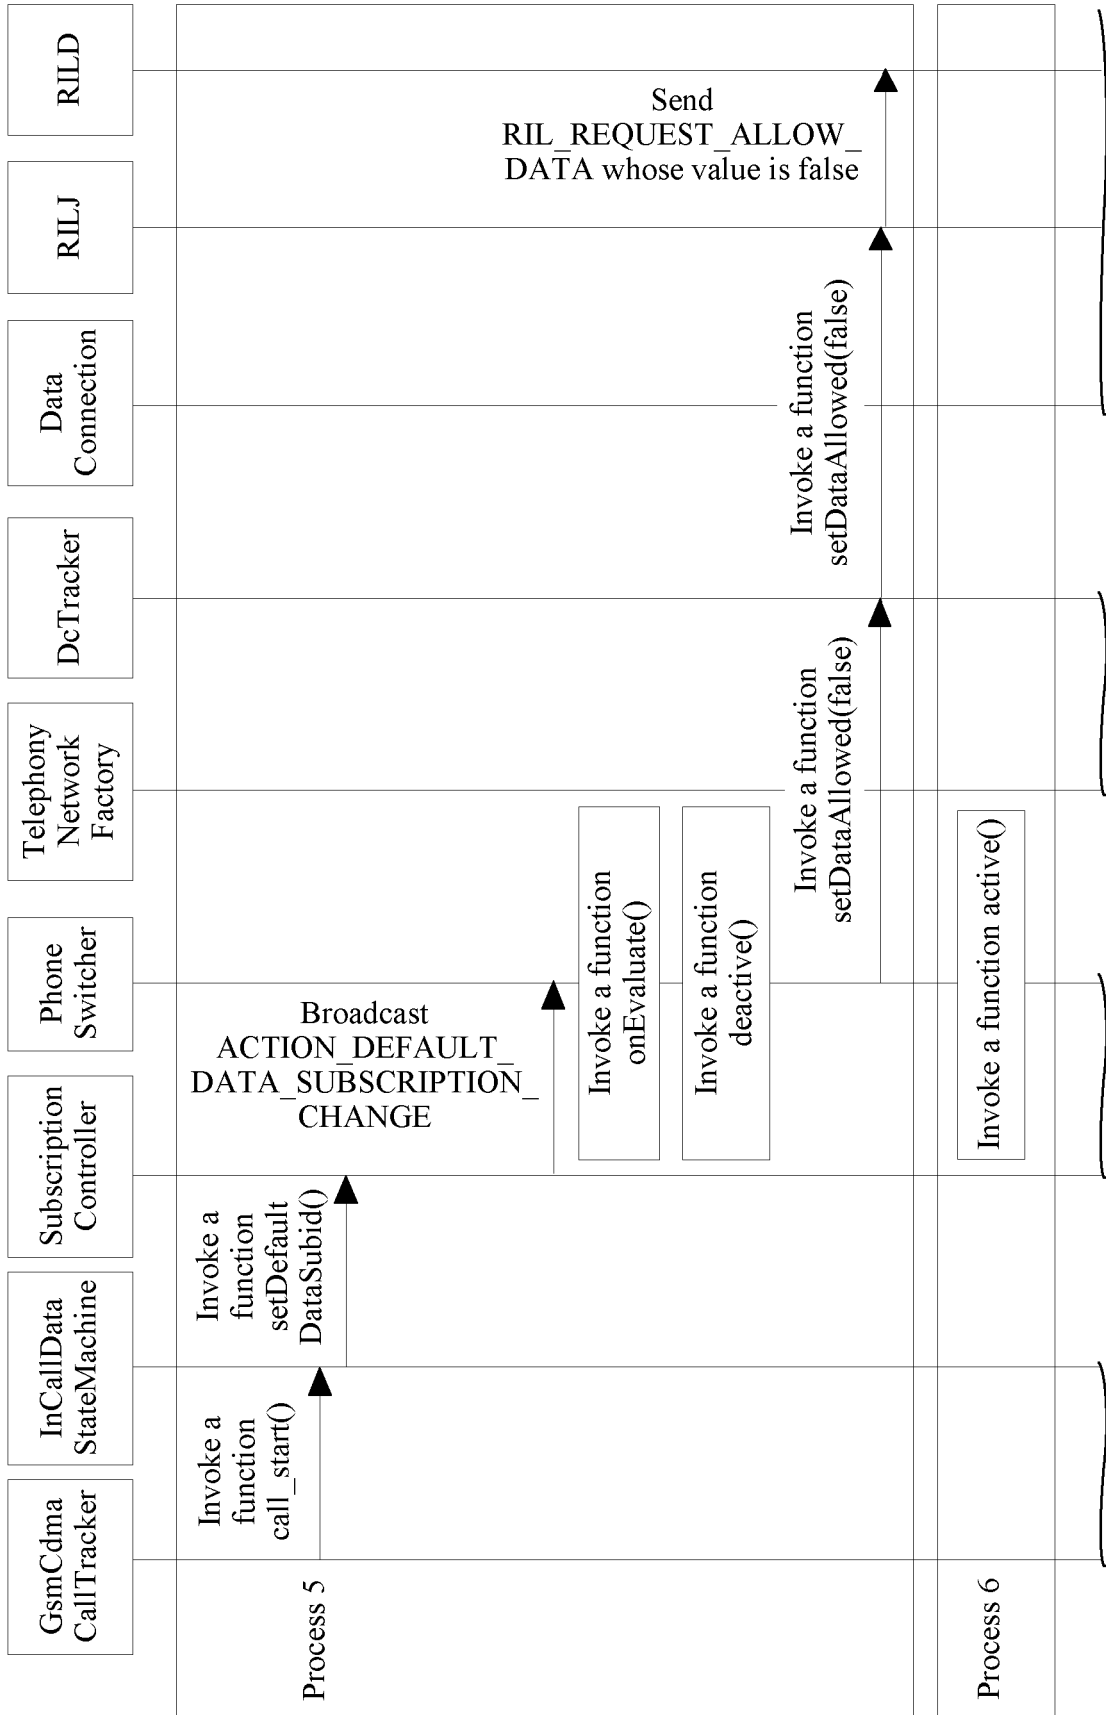 GsmCdma
CallTracker
InCallData
StateMachine
Subscription
Controller
Phone
Switcher
Telephony
Network
Factory
DcTracker
Data
Connection
RILJ
RILD
Process 5
Invoke a
function
call_start()
Invoke a
function
setDefault
DataSubid()
Broadcast
ACTION_DEFAULT_
DATA_SUBSCRIPTION_
CHANGE
Invoke a function
onEvaluate()
Invoke a function
deactive()
Invoke a function
setDataAllowed(false)
Invoke a function
setDataAllowed(false)
Send
RIL_REQUEST_ALLOW_
DATA whose value is false
Process 6
Invoke a function active()